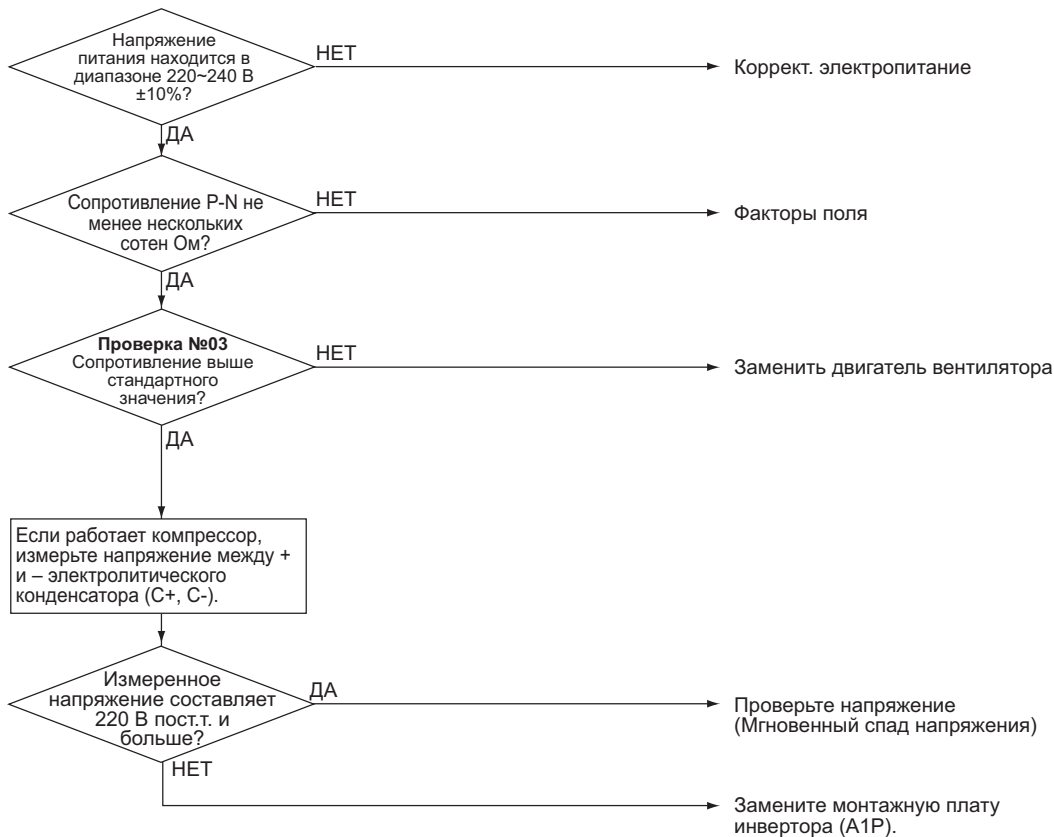 Напряжение
питания находится в
диапазоне 220~240 В
±10%?
НЕТ
Коррект. электропитание
ДА
Сопротивление P-N не
менее нескольких
сотен Ом?
НЕТ
Факторы поля
ДА
Проверка №03
Сопротивление выше
стандартного
значения?
НЕТ
Заменить двигатель вентилятора
ДА
Если работает компрессор,
измерьте напряжение между +
и – электролитического
конденсатора (C+, C-).
Измеренное
напряжение составляет
220 В пост.т. и
больше?
ДА
Проверьте напряжение
(Мгновенный спад напряжения)
НЕТ
Замените монтажную плату
инвертора (A1P).